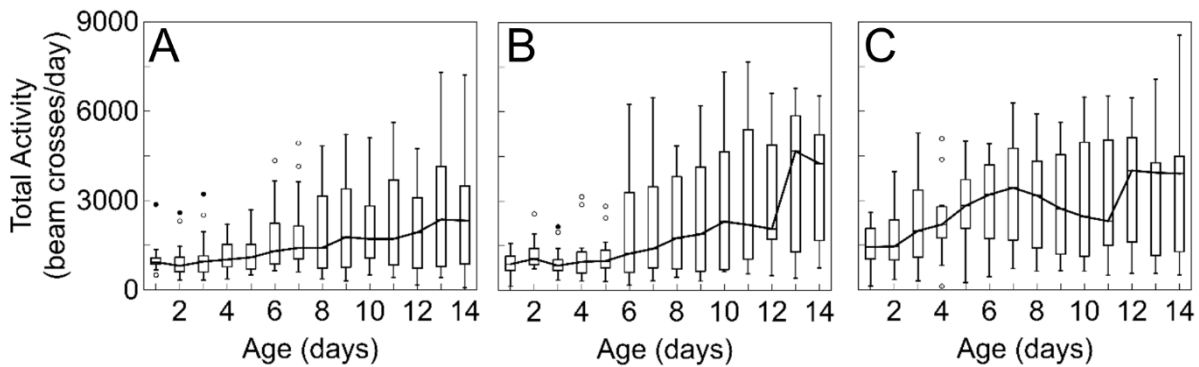 A B C
Total Activity
(beam crosses/day)
9000
6000
3000
0
2 4 6 8 10 12 14
2 4 6 8 10 12 14
2 4 6 8 10 12 14
Age (days)
Age (days)
Age (days)